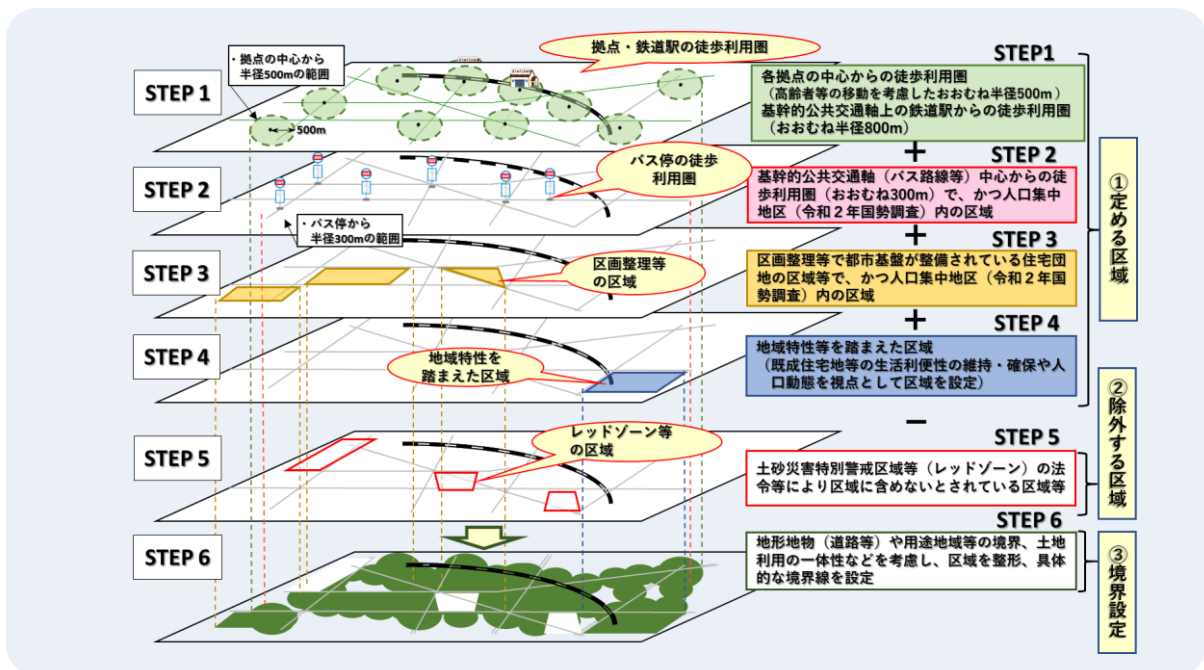 拠点・鉄道駅の徒歩利用圏
・拠点の中心から
半径500mの範囲
STEP 1
500m
STATION
STEP1
各拠点の中心からの徒歩利用圏
(高齢者等の移動を考慮したおおむね半径500m)
基幹的公共交通軸上の鉄道駅からの徒歩利用圏
(おおむね半径800m)
+
STEP 2
バス停の徒歩
利用圏
・バス停から
半径300mの範囲
STEP 2
基幹的公共交通軸(バス路線等)中心からの徒
歩利用圏(おおむね300m)で、かつ人口集中
地区(令和2年国勢調査)内の区域
+
STEP 3
区画整理等
の区域
STEP 3
区画整理等で都市基盤が整備されている住宅団
地の区域等で、かつ人口集中地区(令和2年国
勢調査)内の区域
+
STEP 4
地域特性を
踏まえた区域
STEP 4
地域特性等を踏まえた区域
(既成住宅地等の生活利便性の維持・確保や人
口動態を視点として区域を設定)
①定める区域
−
STEP 5
レッドゾーン等
の区域
STEP 5
土砂災害特別警戒区域等(レッドゾーン)の法
令等により区域に含めないとされている区域等
②除外する区域
STEP 6
STEP 6
地形地物(道路等)や用途地域等の境界、土地
利用の一体性などを考慮し、区域を整形、具体
的な境界線を設定
③境界設定